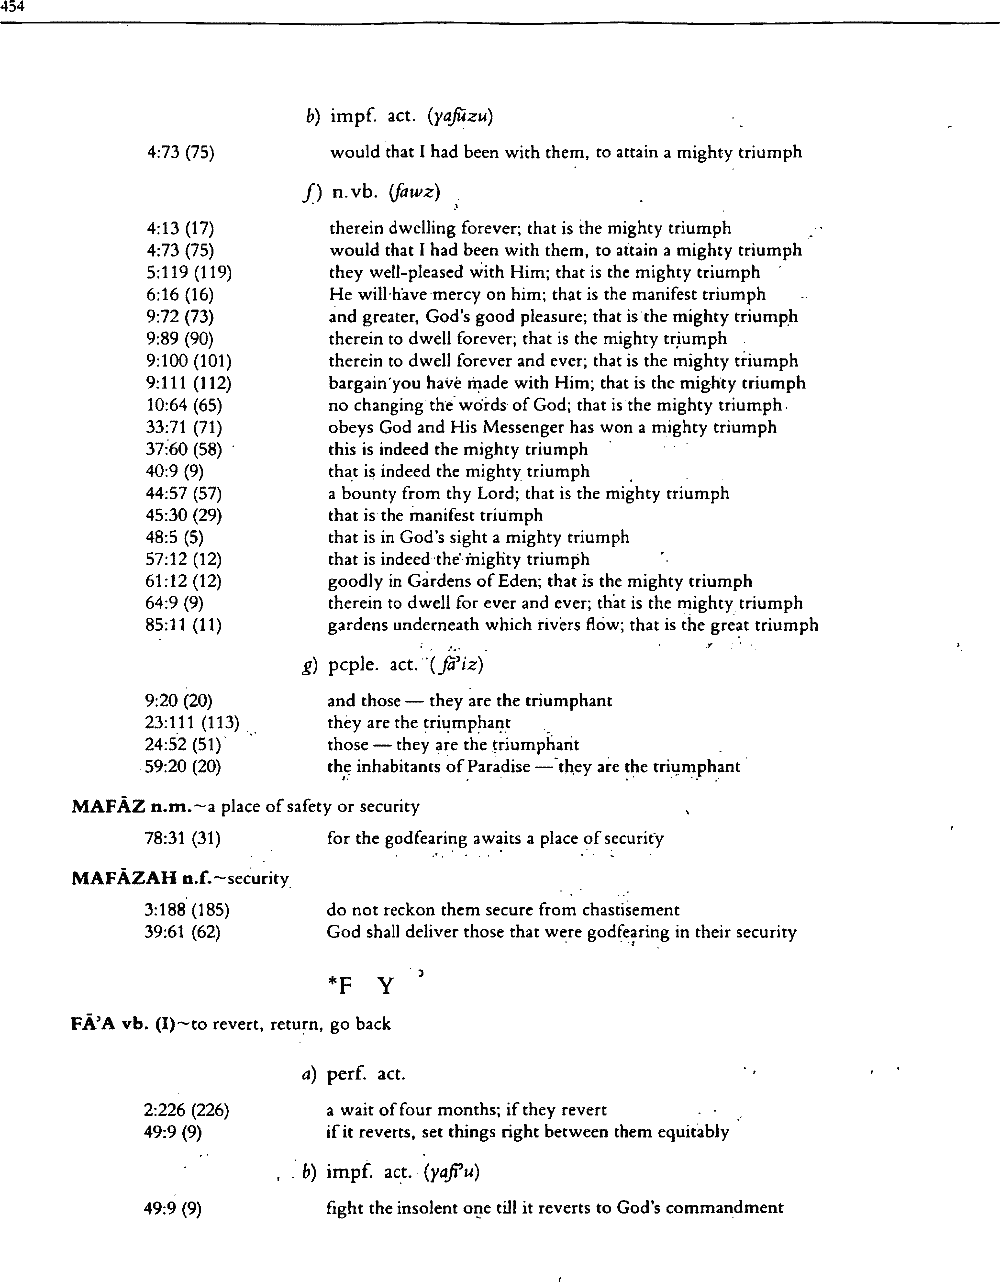 454
b) impf. act. (yafūzu)
4:73 (75) would that I had been with them, to attain a mighty triumph
f) n.vb. (fawz)
4:13 (17) therein dwelling forever; that is the mighty triumph
4:73 (75) would that I had been with them, to attain a mighty triumph
5:119 (119) they well-pleased with Him; that is the mighty triumph
6:16 (16) He will have mercy on him; that is the manifest triumph
9:72 (73) and greater, God's good pleasure; that is the mighty triumph
9:89 (90) therein to dwell forever; that is the mighty triumph
9:100 (101) therein to dwell forever and ever; that is the mighty triumph
9:111 (112) bargain you have made with Him; that is the mighty triumph
10:64 (65) no changing the words of God; that is the mighty triumph
33:71 (71) obeys God and His Messenger has won a mighty triumph
37:60 (58) this is indeed the mighty triumph
40:9 (9) that is indeed the mighty triumph
44:57 (57) a bounty from thy Lord; that is the mighty triumph
45:30 (29) that is the manifest triumph
48:5 (5) that is in God's sight a mighty triumph
57:12 (12) that is indeed the mighty triumph
61:12 (12) goodly in Gardens of Eden; that is the mighty triumph
64:9 (9) therein to dwell for ever and ever; that is the mighty triumph
85:11 (11) gardens underneath which rivers flow; that is the great triumph
g) pcple. act. (fāʾiz)
9:20 (20) and those — they are the triumphant
23:111 (113) they are the triumphant
24:52 (51) those — they are the triumphant
59:20 (20) the inhabitants of Paradise — they are the triumphant
MAFĀZ n.m.~a place of safety or security
78:31 (31) for the godfearing awaits a place of security
MAFĀZAH n.f.~security
3:188 (185) do not reckon them secure from chastisement
39:61 (62) God shall deliver those that were godfearing in their security
*F Y ʾ
FĀʾA vb. (I)~to revert, return, go back
a) perf. act.
2:226 (226) a wait of four months; if they revert
49:9 (9) if it reverts, set things right between them equitably
b) impf. act. (yafīʾu)
49:9 (9) fight the insolent one till it reverts to God's commandment